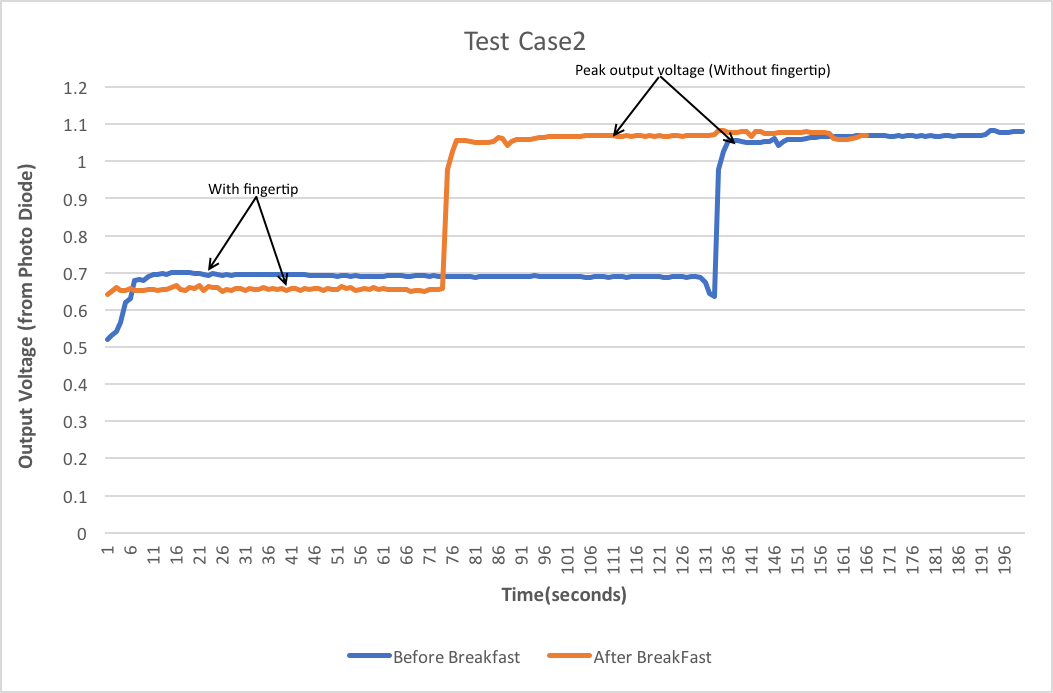 Test Case2
Peak output voltage (Without fingertip)
With fingertip
Output Voltage (from Photo Diode)
1.2
1.1
1
0.9
0.8
0.7
0.6
0.5
0.4
0.3
0.2
0.1
0
1 6 11 16 21 26 31 36 41 46 51 56 61 66 71 76 81 86 91 96 101 106 111 116 121 126 131 136 141 146 151 156 161 166 171 176 181 186 191 196
Time(seconds)
Before Breakfast After BreakFast